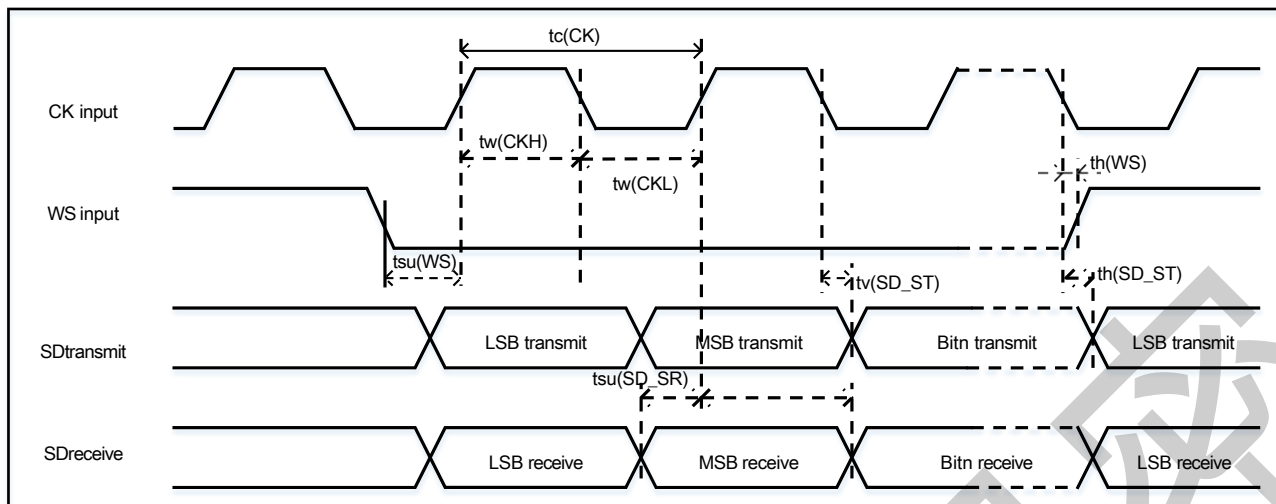 tc(CK)
CK input
tw(CKH)
tw(CKL)
th(WS)
WS input
tsu(WS)
tv(SD_ST)
th(SD_ST)
SDtransmit
LSB transmit
MSB transmit
Bitn transmit
LSB transmit
tsu(SD_SR)
SDreceive
LSB receive
MSB receive
Bitn receive
LSB receive